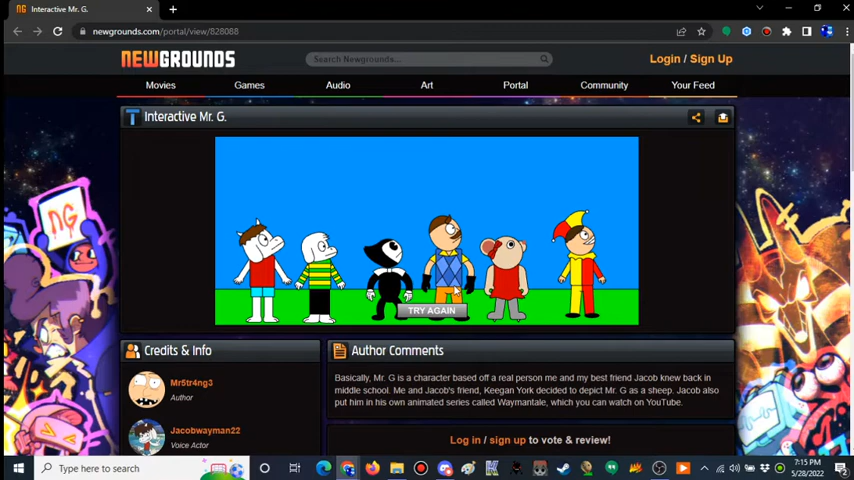 Interactive Mr. G.
newgrounds.com/portal/view/828088
NEWGROUNDS
Search Newgrounds...
Login / Sign Up
Movies
Games
Audio
Art
Portal
Community
Your Feed
NG
T
Interactive Mr. G.
TRY AGAIN
Credits & Info
Mr5tr4ng3
Author
Jacobwayman22
Voice Actor
Author Comments
Basically, Mr. G is a character based off a real person me and my best friend Jacob knew back in
middle school. Me and Jacob's friend, Keegan York decided to depict Mr. G as a sheep. Jacob also
put him in his own animated series called Waymantale, which you can watch on YouTube.
Log in / sign up to vote & review!
Type here to search
7:15 PM
5/28/2022